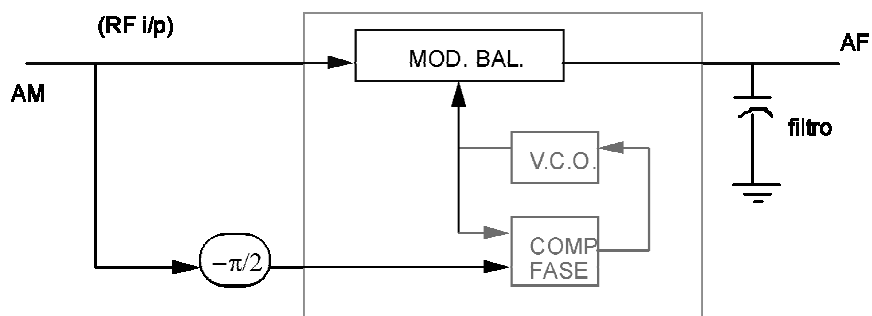 (RF i/p)
AM
MOD. BAL.
AF
filtro
V.C.O.
COMP
FASE
−π/2